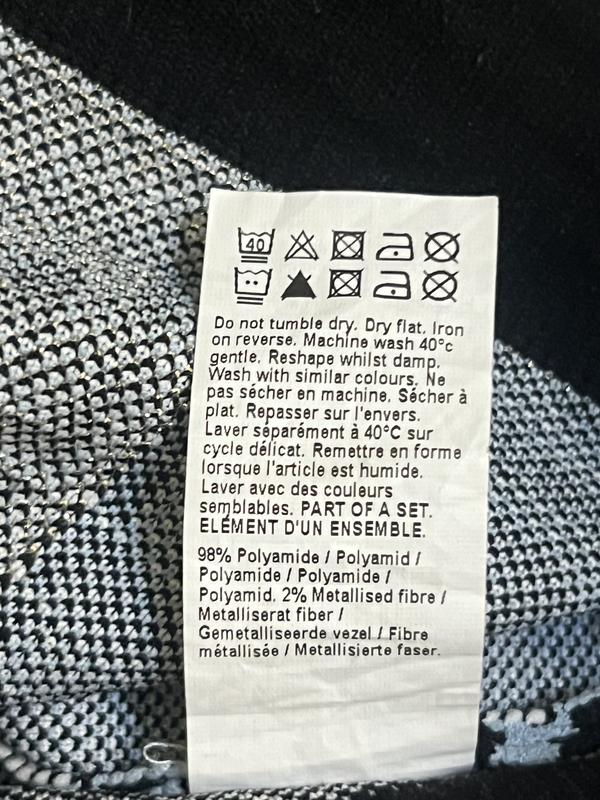 40
Do not tumble dry. Dry flat. Iron
on reverse. Machine wash 40°c
gentle. Reshape whilst damp.
Wash with similar colours. Ne
pas sécher en machine. Sécher à
plat. Repasser sur l'envers.
Laver séparément à 40°C sur
cycle délicat. Remettre en forme
lorsque l'article est humide.
Laver avec des couleurs
semblables. PART OF A SET.
ELÉMENT D'UN ENSEMBLE.
98% Polyamide / Polyamid /
Polyamide / Polyamide /
Polyamid. 2% Metallised fibre /
Metalliserat fiber /
Gemetalliseerde vezel / Fibre
métallisée / Metallisierte faser.